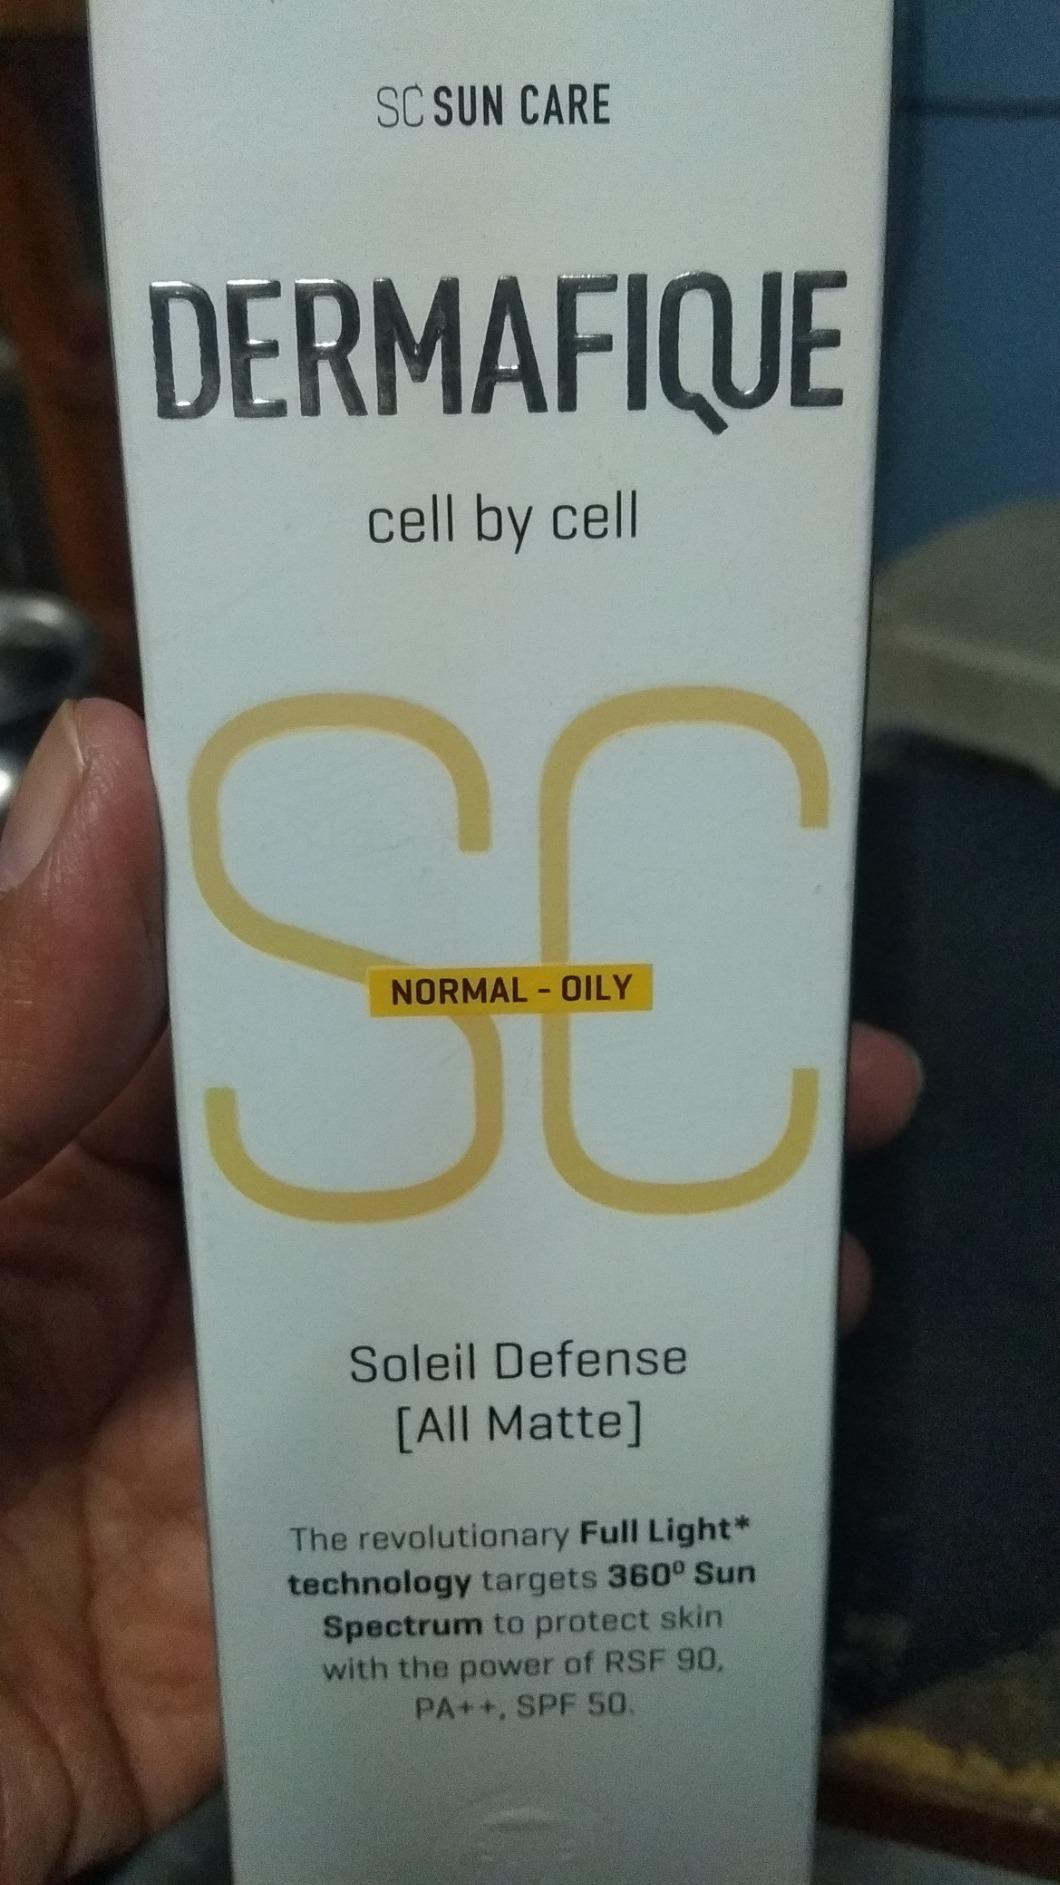 SC SUN CARE
DERMAFIQUE
cell by cell
SC
NORMAL - OILY
Soleil Defense
[All Matte]
The revolutionary Full Light*
technology targets 360º Sun
Spectrum to protect skin
with the power of RSF 90,
PA++, SPF 50.